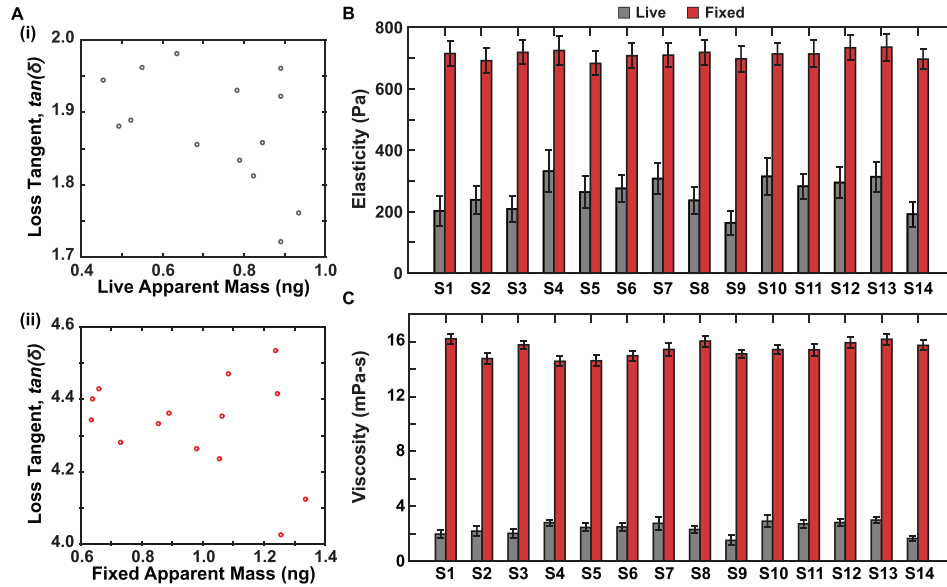 A
(i)
2.0
1.9
1.8
1.7
Loss Tangent, tan(δ)
0.4 0.6 0.8 1.0
Live Apparent Mass (ng)
(ii)
4.6
4.4
4.2
4.0
Loss Tangent, tan(δ)
0.6 0.8 1.0 1.2 1.4
Fixed Apparent Mass (ng)
B
Live Fixed
800
600
400
200
0
Elasticity (Pa)
S1 S2 S3 S4 S5 S6 S7 S8 S9 S10 S11 S12 S13 S14
C
16
12
8
4
0
Viscosity (mPa-s)
S1 S2 S3 S4 S5 S6 S7 S8 S9 S10 S11 S12 S13 S14